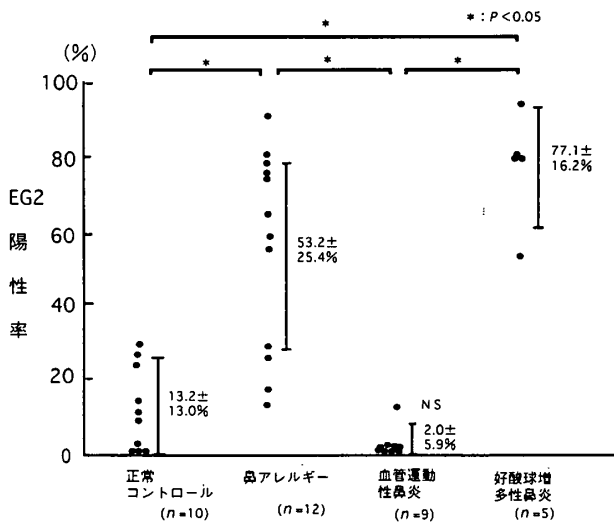 ＊
＊：P<0.05
(%)
＊
＊
＊
100
80
60
40
20
0
EG2
陽
性
率
13.2±
13.0%
53.2±
25.4%
NS
2.0±
5.9%
77.1±
16.2%
正常
コントロール
(n=10)
鼻アレルギー
(n=12)
血管運動
性鼻炎
(n=9)
好酸球増
多性鼻炎
(n=5)